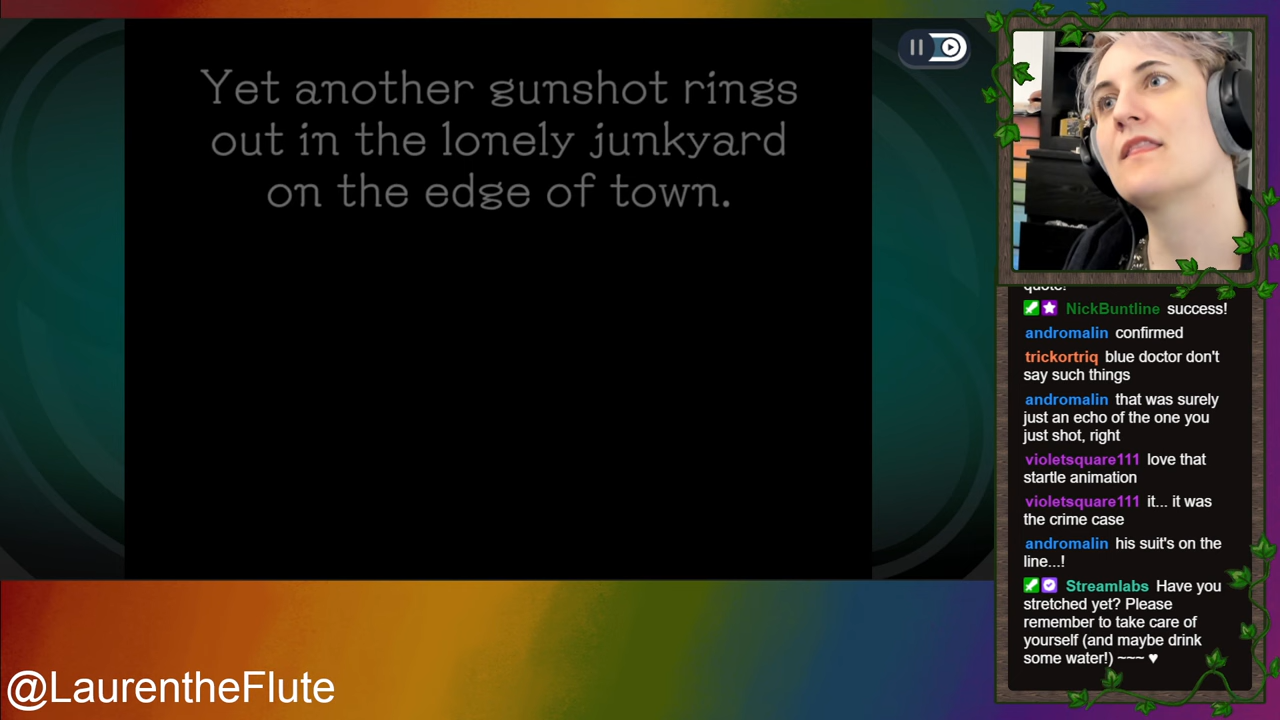 Yet another gunshot rings
out in the lonely junkyard
on the edge of town.
quote!
NickBuntline success!
andromalin confirmed
trickortriq blue doctor don't
say such things
andromalin that was surely
just an echo of the one you
just shot, right
violetsquare111 love that
startle animation
violetsquare111 it... it was
the crime case
andromalin his suit's on the
line...!
Streamlabs Have you
stretched yet? Please
remember to take care of
yourself (and maybe drink
some water!) ~~~ ♥
@LaurentheFlute